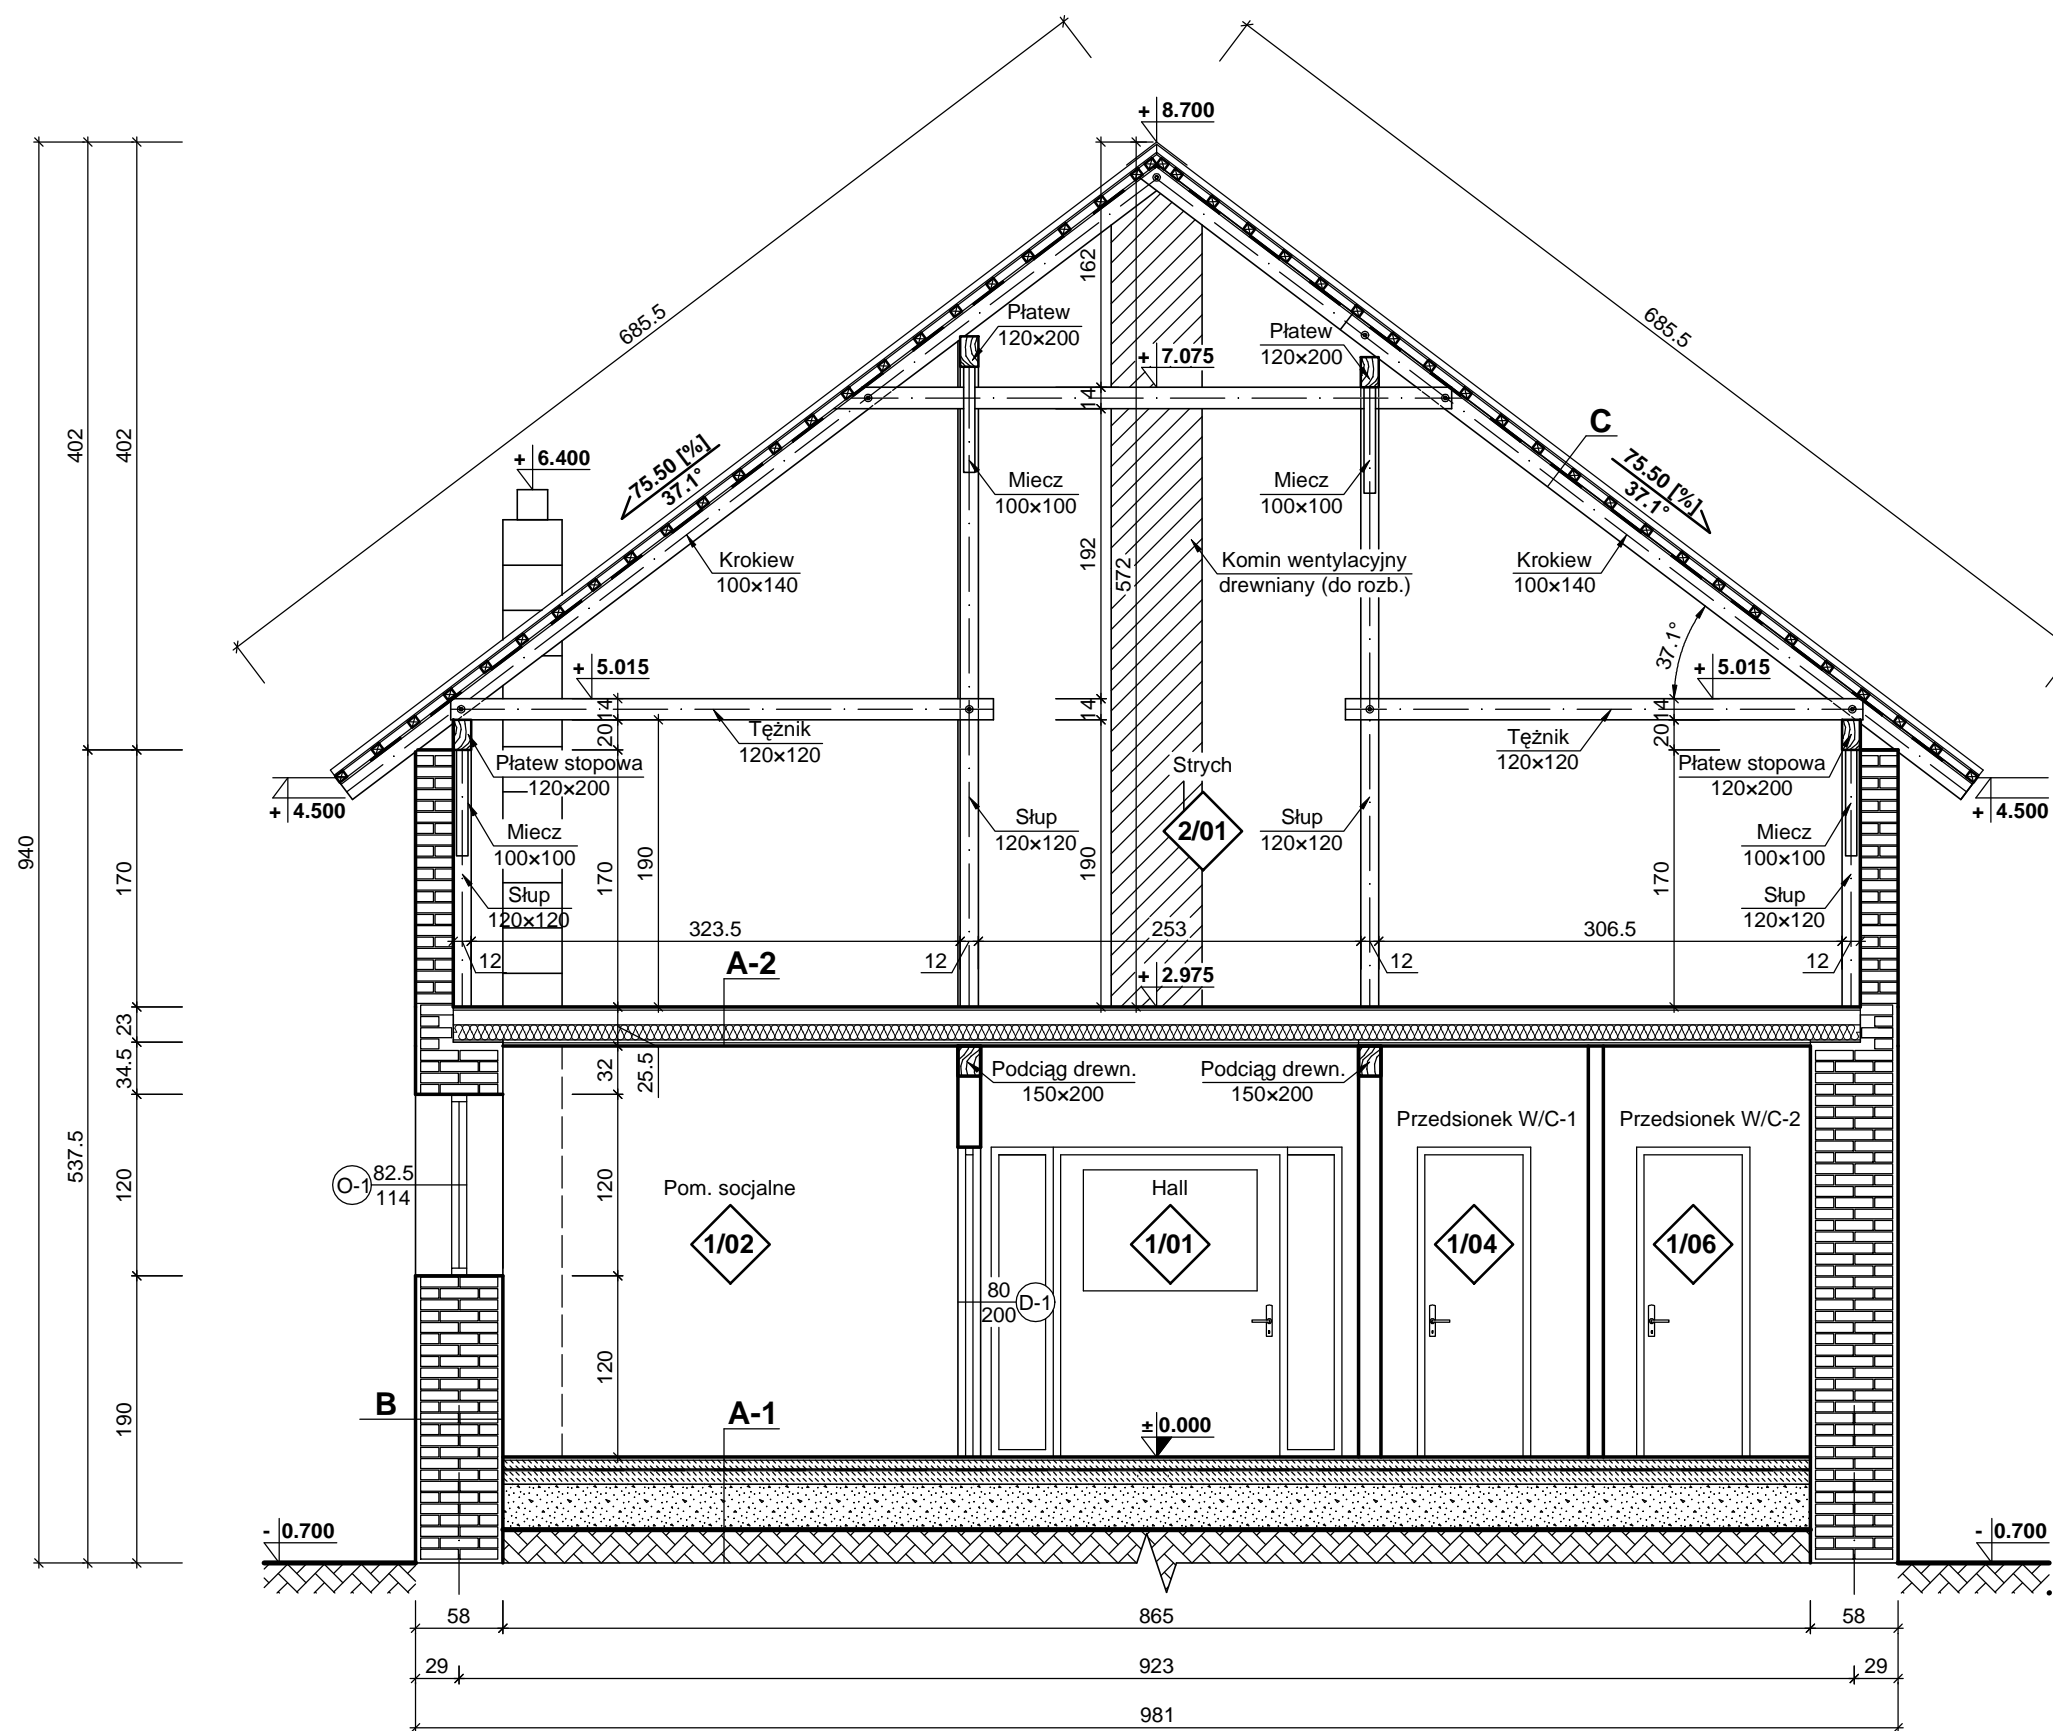 + 8.700
685.5
685.5
162
Płatew
120×200
Płatew
120×200
+ 7.075
14
C
402
402
75.50 [%]
37.1°
75.50 [%]
37.1°
+ 6.400
Miecz
100×100
Miecz
100×100
Krokiew
100×140
192
572
Komin wentylacyjny
drewniany (do rozb.)
Krokiew
100×140
37.1°
+ 5.015
+ 5.015
14
20
14
14
20
Tężnik
120×120
Tężnik
120×120
Płatew stopowa
120×200
Strych
Płatew stopowa
120×200
+ 4.500
+ 4.500
Słup
120×120
2/01
Słup
120×120
Miecz
100×100
Miecz
100×100
940
170
170
190
190
170
Słup
120×120
Słup
120×120
323.5
253
306.5
12
A-2
12
+ 2.975
12
12
23
34.5
32
25.5
Podciąg drewn.
150×200
Podciąg drewn.
150×200
Przedsionek W/C-1
Przedsionek W/C-2
537.5
120
O-1
82.5
114
120
Pom. socjalne
Hall
1/02
1/01
1/04
1/06
80
200
D-1
120
190
B
A-1
± 0.000
- 0.700
- 0.700
58
865
58
29
923
29
981